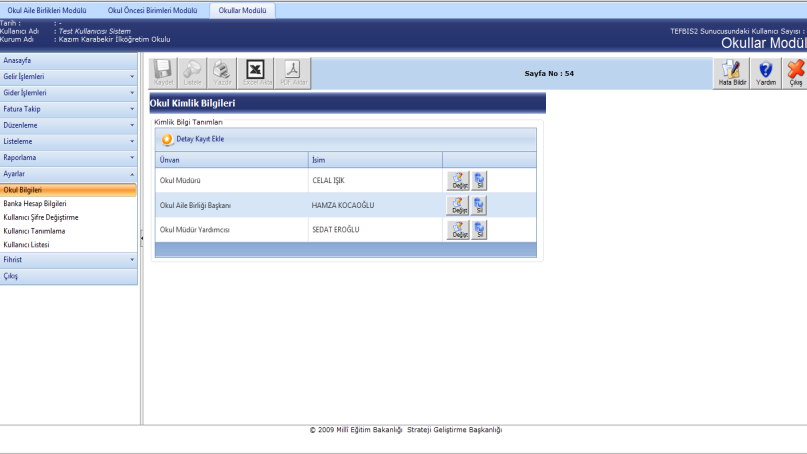 Okul Aile Birlikleri Modülü Okul Öncesi Birimleri Modülü Okullar Modülü
Tarih : : -
Kullanıcı Adı : Test Kullanıcısı Sistem
Kurum Adı : Kazım Karabekir İlköğretim Okulu
TEFBIS2 Sunucusundaki Kullanıcı Sayısı :
Okullar Modül
Anasayfa
Gelir İşlemleri
Gider İşlemleri
Fatura Takip
Düzenleme
Listeleme
Raporlama
Ayarlar
Okul Bilgileri
Banka Hesap Bilgileri
Kullanıcı Şifre Değiştirme
Kullanıcı Tanımlama
Kullanıcı Listesi
Fihrist
Çıkış
Kaydet Listele Yazdır Excel Akta PDF Aktar
Sayfa No : 54
Hata Bildir Yardım Çıkış
Okul Kimlik Bilgileri
Kimlik Bilgi Tanımları
Detay Kayıt Ekle
Ünvan İsim
Okul Müdürü CELAL IŞIK Değişt Sil
Okul Aile Birliği Başkanı HAMZA KOCAOĞLU Değişt Sil
Okul Müdür Yardımcısı SEDAT EROĞLU Değişt Sil
© 2009 Millî Eğitim Bakanlığı Strateji Geliştirme Başkanlığı